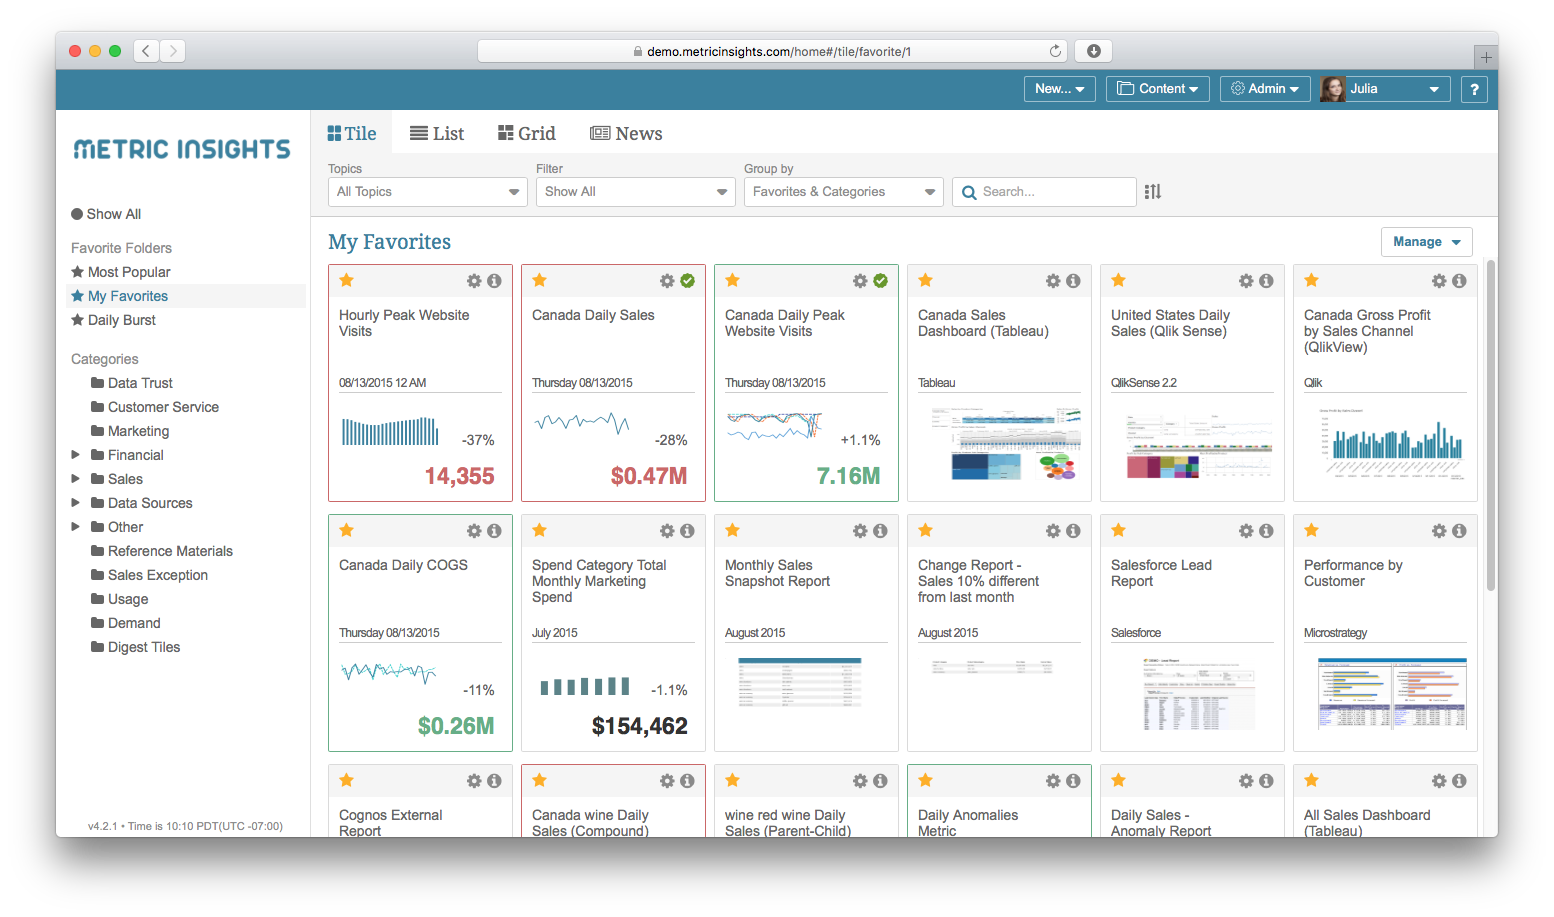 demo.metricinsights.com/home#/tile/favorite/1
New...
Content
Admin
Julia
?
METRIC INSIGHTS
Tile
List
Grid
News
Topics
Filter
Group by
All Topics
Show All
Favorites & Categories
Search...
Show All
Favorite Folders
Most Popular
My Favorites
Daily Burst
Categories
Data Trust
Customer Service
Marketing
Financial
Sales
Data Sources
Other
Reference Materials
Sales Exception
Usage
Demand
Digest Tiles
v4.2.1 • Time is 10:10 PDT(UTC -07:00)
My Favorites
Manage
Hourly Peak Website
Visits
08/13/2015 12 AM
-37%
14,355
Canada Daily Sales
Thursday 08/13/2015
-28%
$0.47M
Canada Daily Peak
Website Visits
Thursday 08/13/2015
+1.1%
7.16M
Canada Sales
Dashboard (Tableau)
Tableau
United States Daily
Sales (Qlik Sense)
QlikSense 2.2
Canada Gross Profit
by Sales Channel
(QlikView)
Qlik
Canada Daily COGS
Thursday 08/13/2015
-11%
$0.26M
Spend Category Total
Monthly Marketing
Spend
July 2015
-1.1%
$154,462
Monthly Sales
Snapshot Report
August 2015
Change Report -
Sales 10% different
from last month
August 2015
Salesforce Lead
Report
Salesforce
Performance by
Customer
Microstrategy
Cognos External
Report
Canada wine Daily
Sales (Compound)
wine red wine Daily
Sales (Parent-Child)
Daily Anomalies
Metric
Daily Sales -
Anomaly Report
All Sales Dashboard
(Tableau)